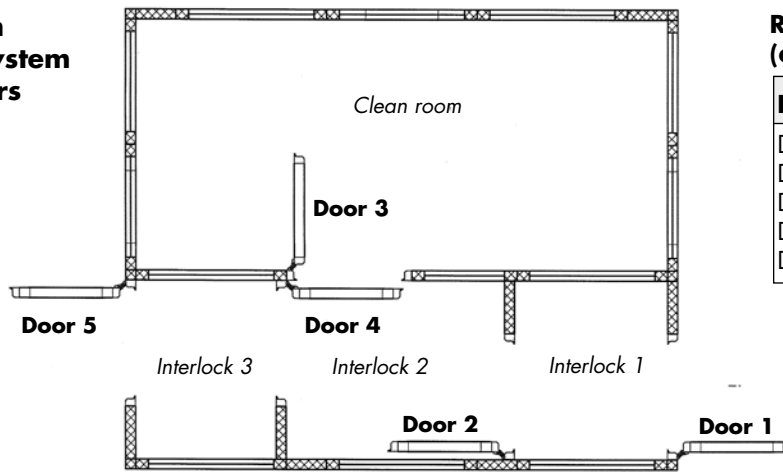 ystem
rs
Clean room
Door 3
Door 5
Door 4
Interlock 3
Interlock 2
Interlock 1
Door 2
Door 1